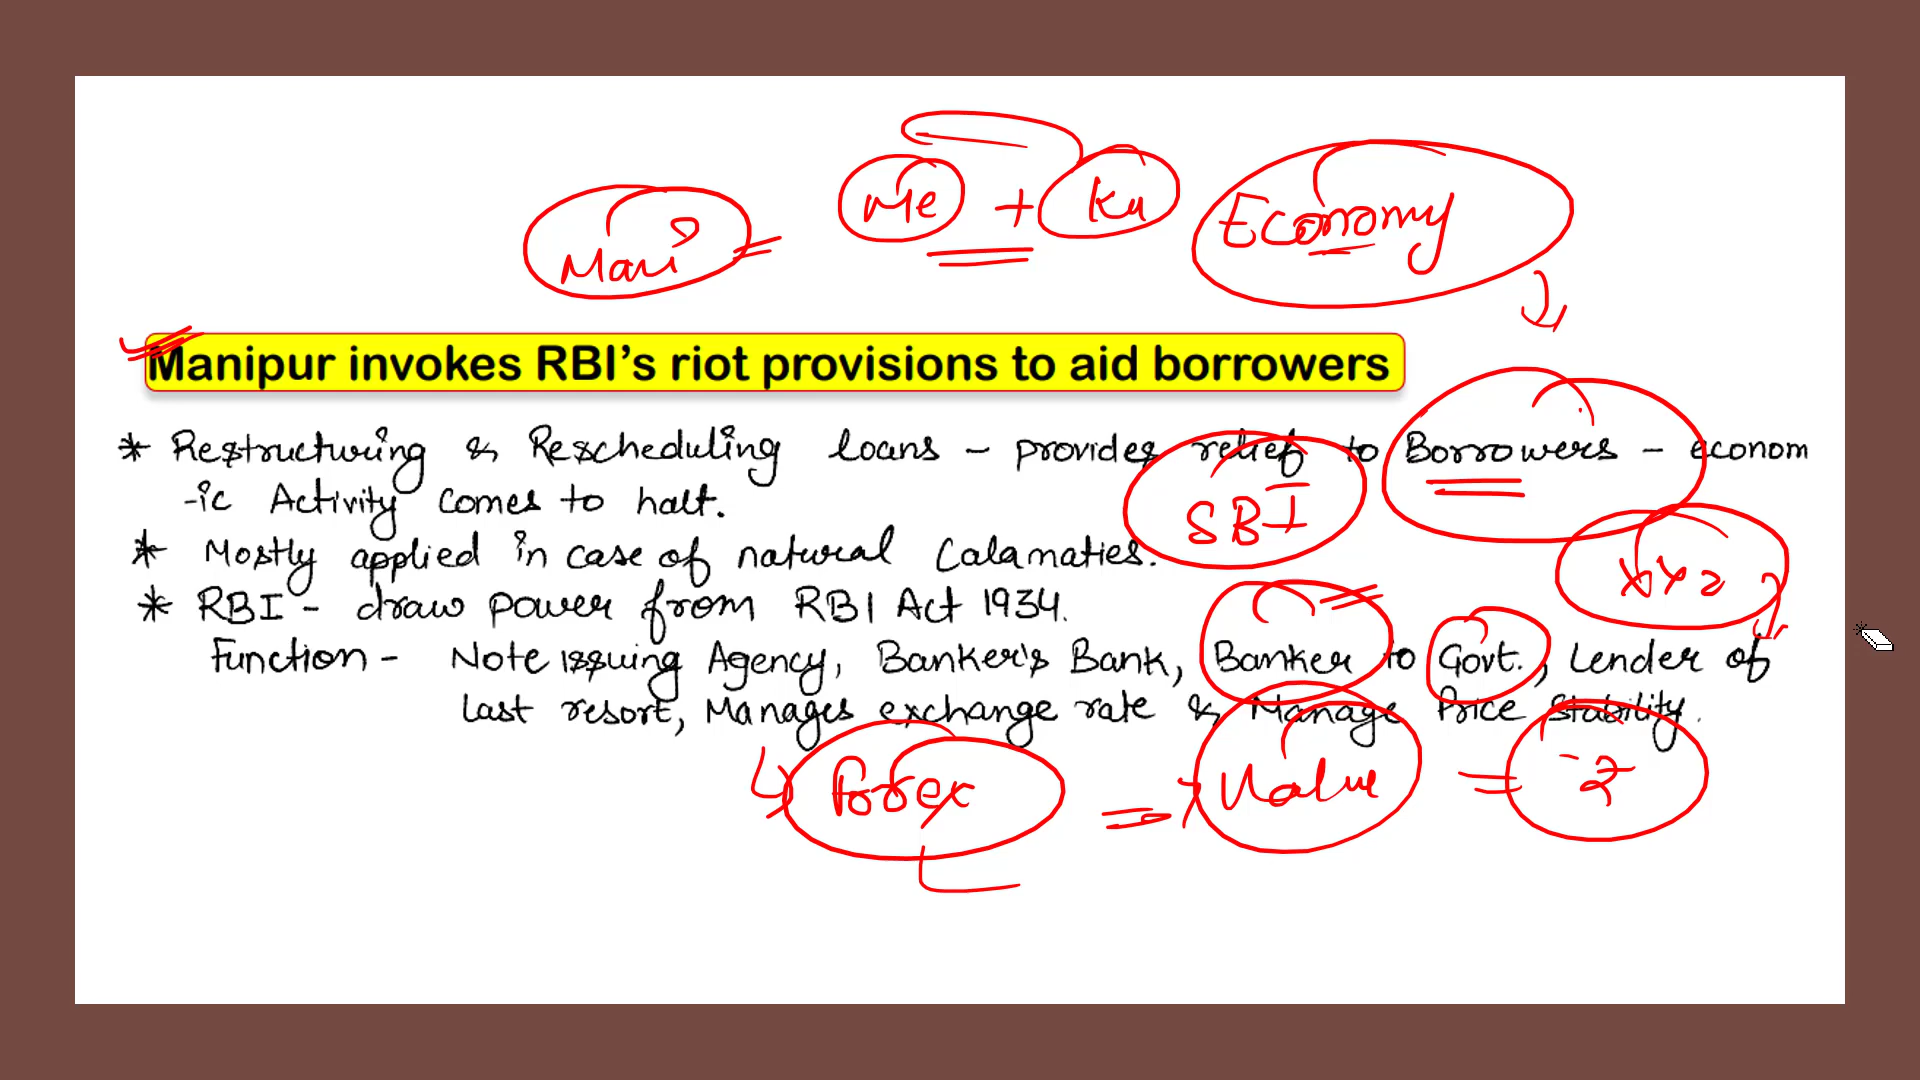 Me + Ku
Economy
Mani =
Manipur invokes RBI's riot provisions to aid borrowers
* Restructuring & Rescheduling loans - provides relief to Borrowers - econom
-ic Activity comes to halt.
SBI
* Mostly applied in case of natural Calamaties.
XYZ
* RBI - draw power from RBI Act 1934.
Function - Note issuing Agency, Banker's Bank, Banker to Govt., Lender of
last resort, Manages exchange rate & Manage Price Stability.
Forex = Value =